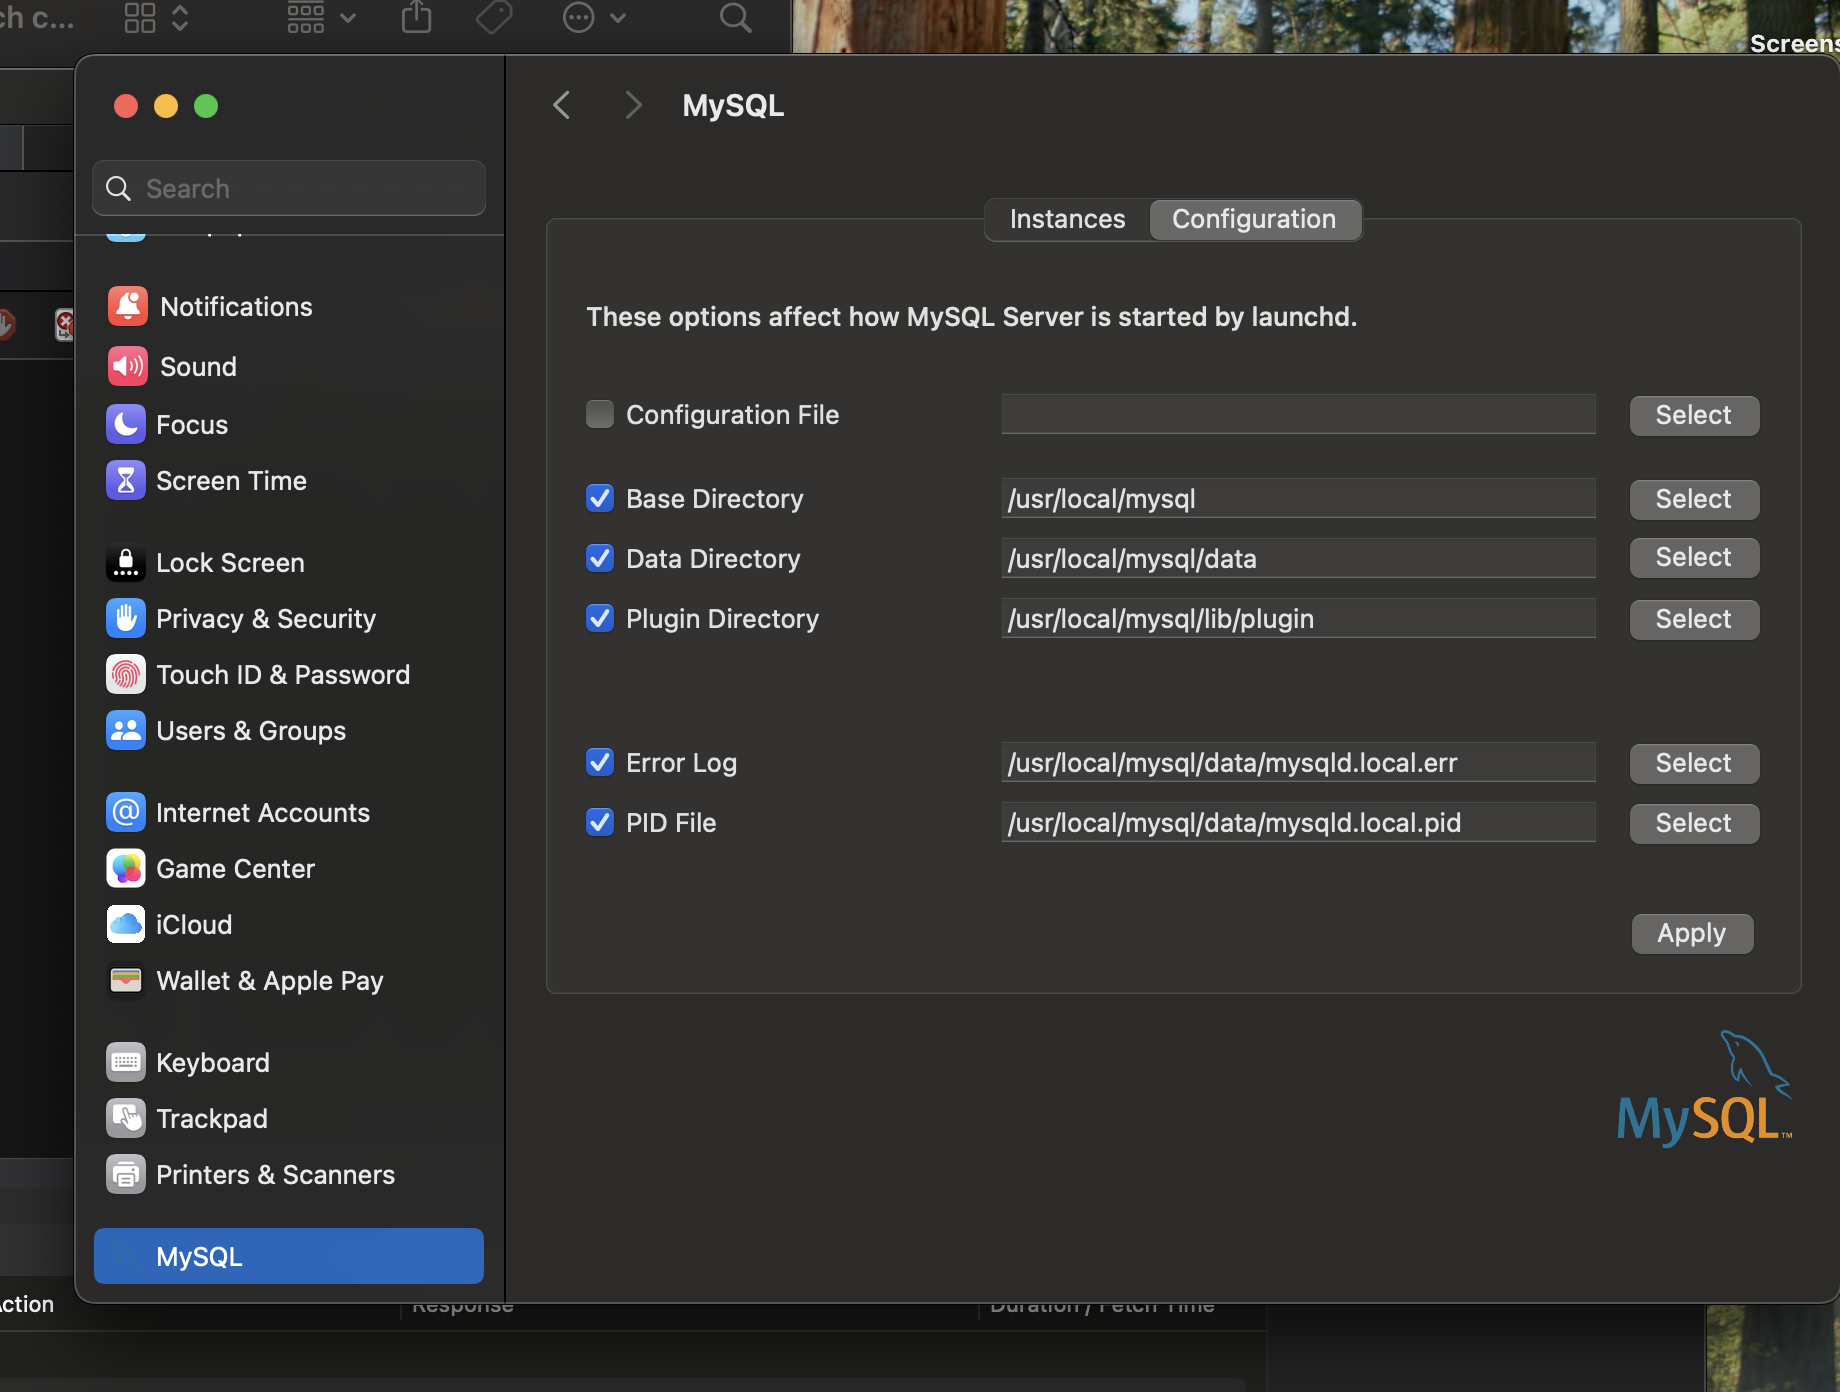 ch c...
Screens
MySQL
Search
Instances
Configuration
Notifications
Sound
Focus
Screen Time
Lock Screen
Privacy & Security
Touch ID & Password
Users & Groups
Internet Accounts
Game Center
iCloud
Wallet & Apple Pay
Keyboard
Trackpad
Printers & Scanners
MySQL
These options affect how MySQL Server is started by launchd.
Configuration File
Select
Base Directory
/usr/local/mysql
Select
Data Directory
/usr/local/mysql/data
Select
Plugin Directory
/usr/local/mysql/lib/plugin
Select
Error Log
/usr/local/mysql/data/mysqld.local.err
Select
PID File
/usr/local/mysql/data/mysqld.local.pid
Select
Apply
MySQL™
ction
Response
Duration / Fetch Time